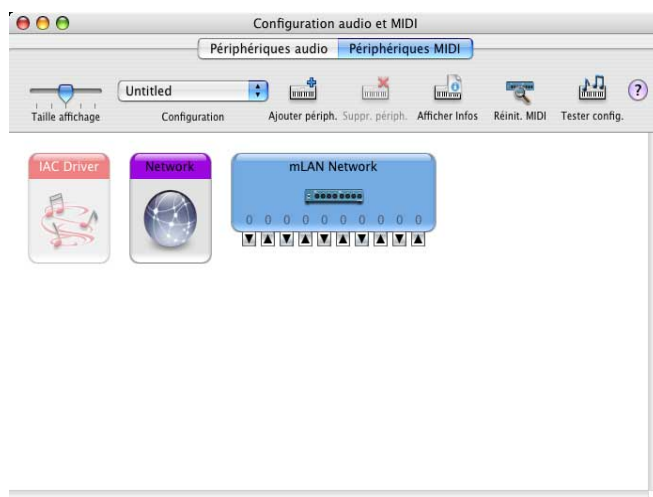 Configuration audio et MIDI
Périphériques audio Périphériques MIDI
Untitled
?
Taille affichage Configuration Ajouter périph. Suppr. périph. Afficher Infos Réinit. MIDI Tester config.
IAC Driver Network mLAN Network
0 0 0 0 0 0 0 0 0 0